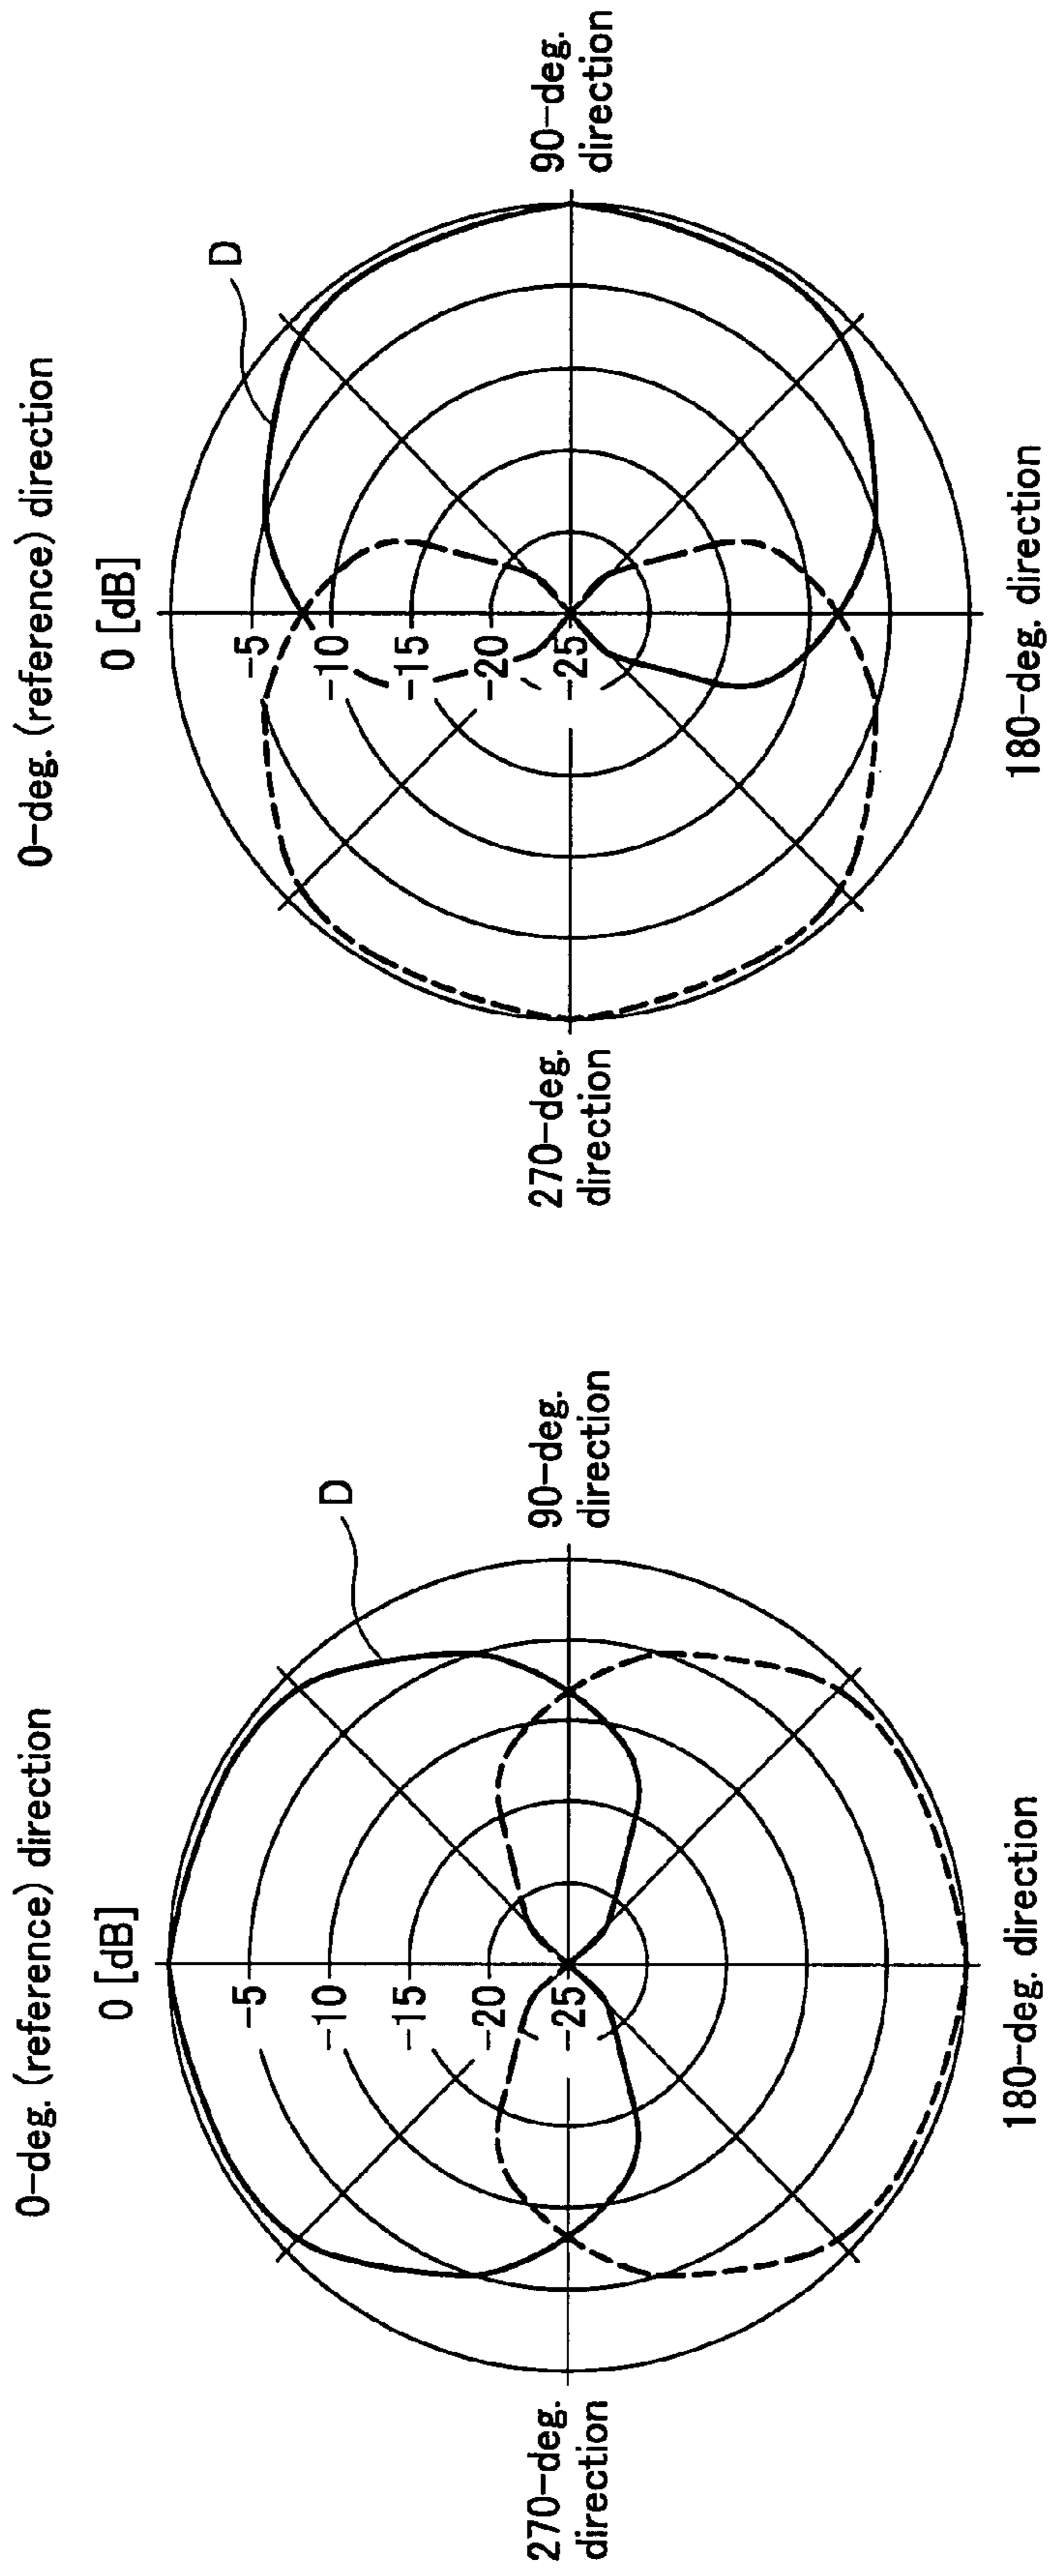 0-deg. (reference) direction
0 [dB]
D
-5
-10
-15
-20
-25
270-deg.
direction
90-deg.
direction
180-deg. direction
0-deg. (reference) direction
0 [dB]
D
-5
-10
-15
-20
-25
270-deg.
direction
90-deg.
direction
180-deg. direction